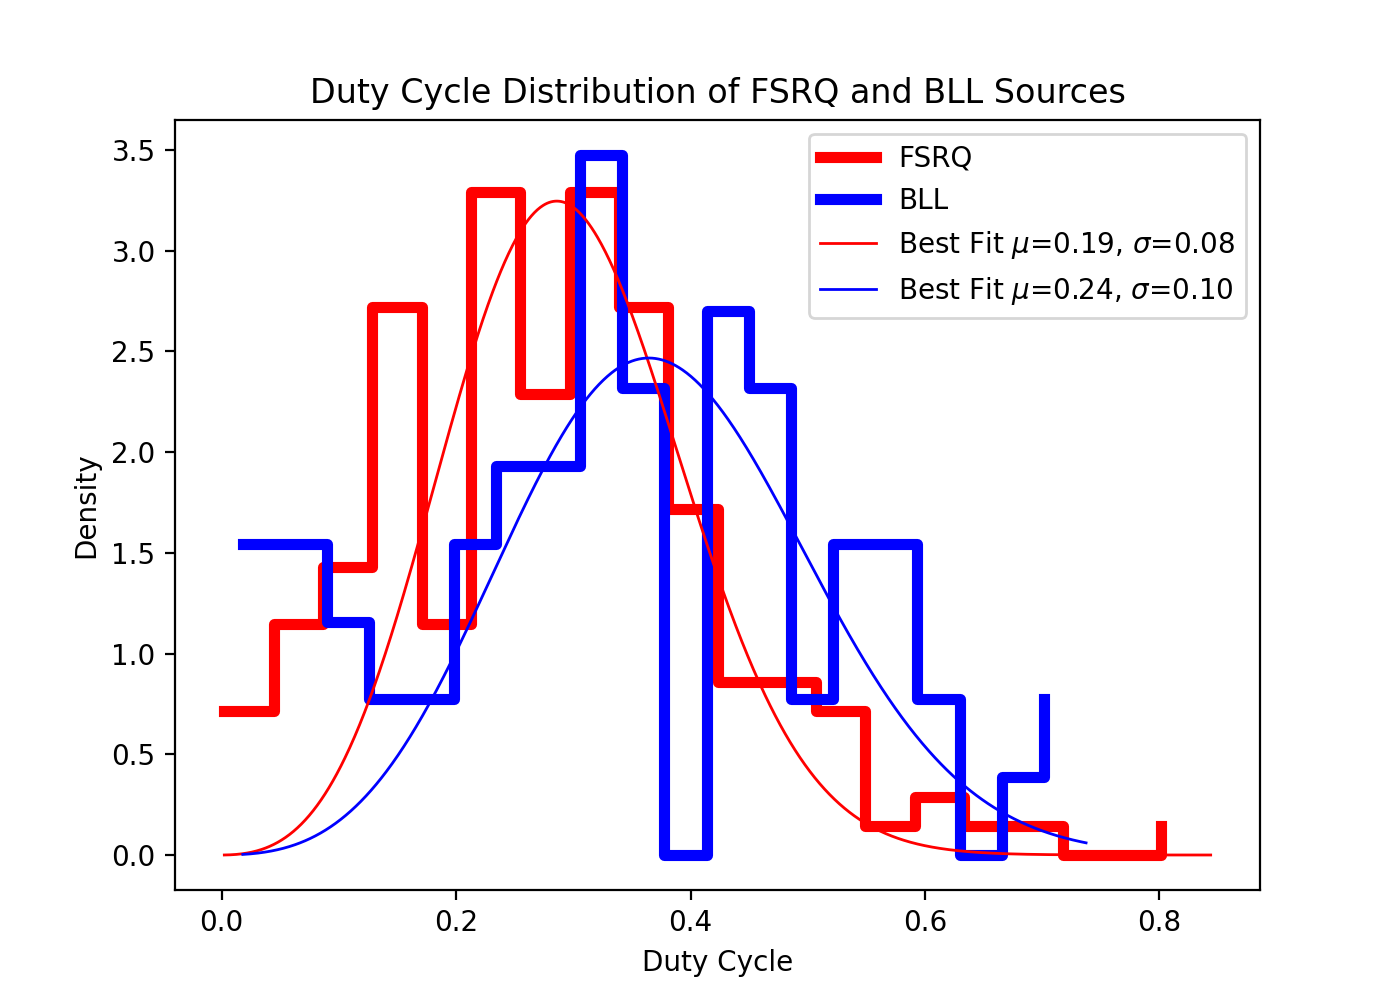 Duty Cycle Distribution of FSRQ and BLL Sources
FSRQ
BLL
Best Fit μ=0.19, σ=0.08
Best Fit μ=0.24, σ=0.10
3.5
3.0
2.5
2.0
1.5
1.0
0.5
0.0
Density
0.0 0.2 0.4 0.6 0.8
Duty Cycle